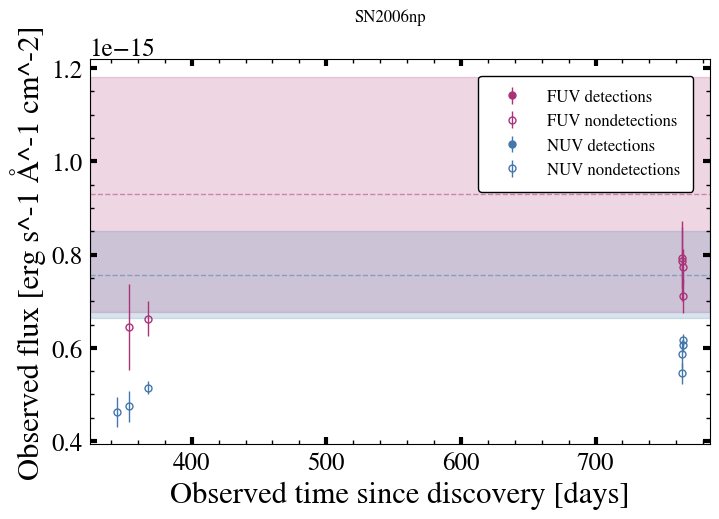 SN2006np
1e−15
1.2
1.0
0.8
0.6
0.4
Observed flux [erg s^-1 Å^-1 cm^-2]
FUV detections
FUV nondetections
NUV detections
NUV nondetections
400 500 600 700
Observed time since discovery [days]